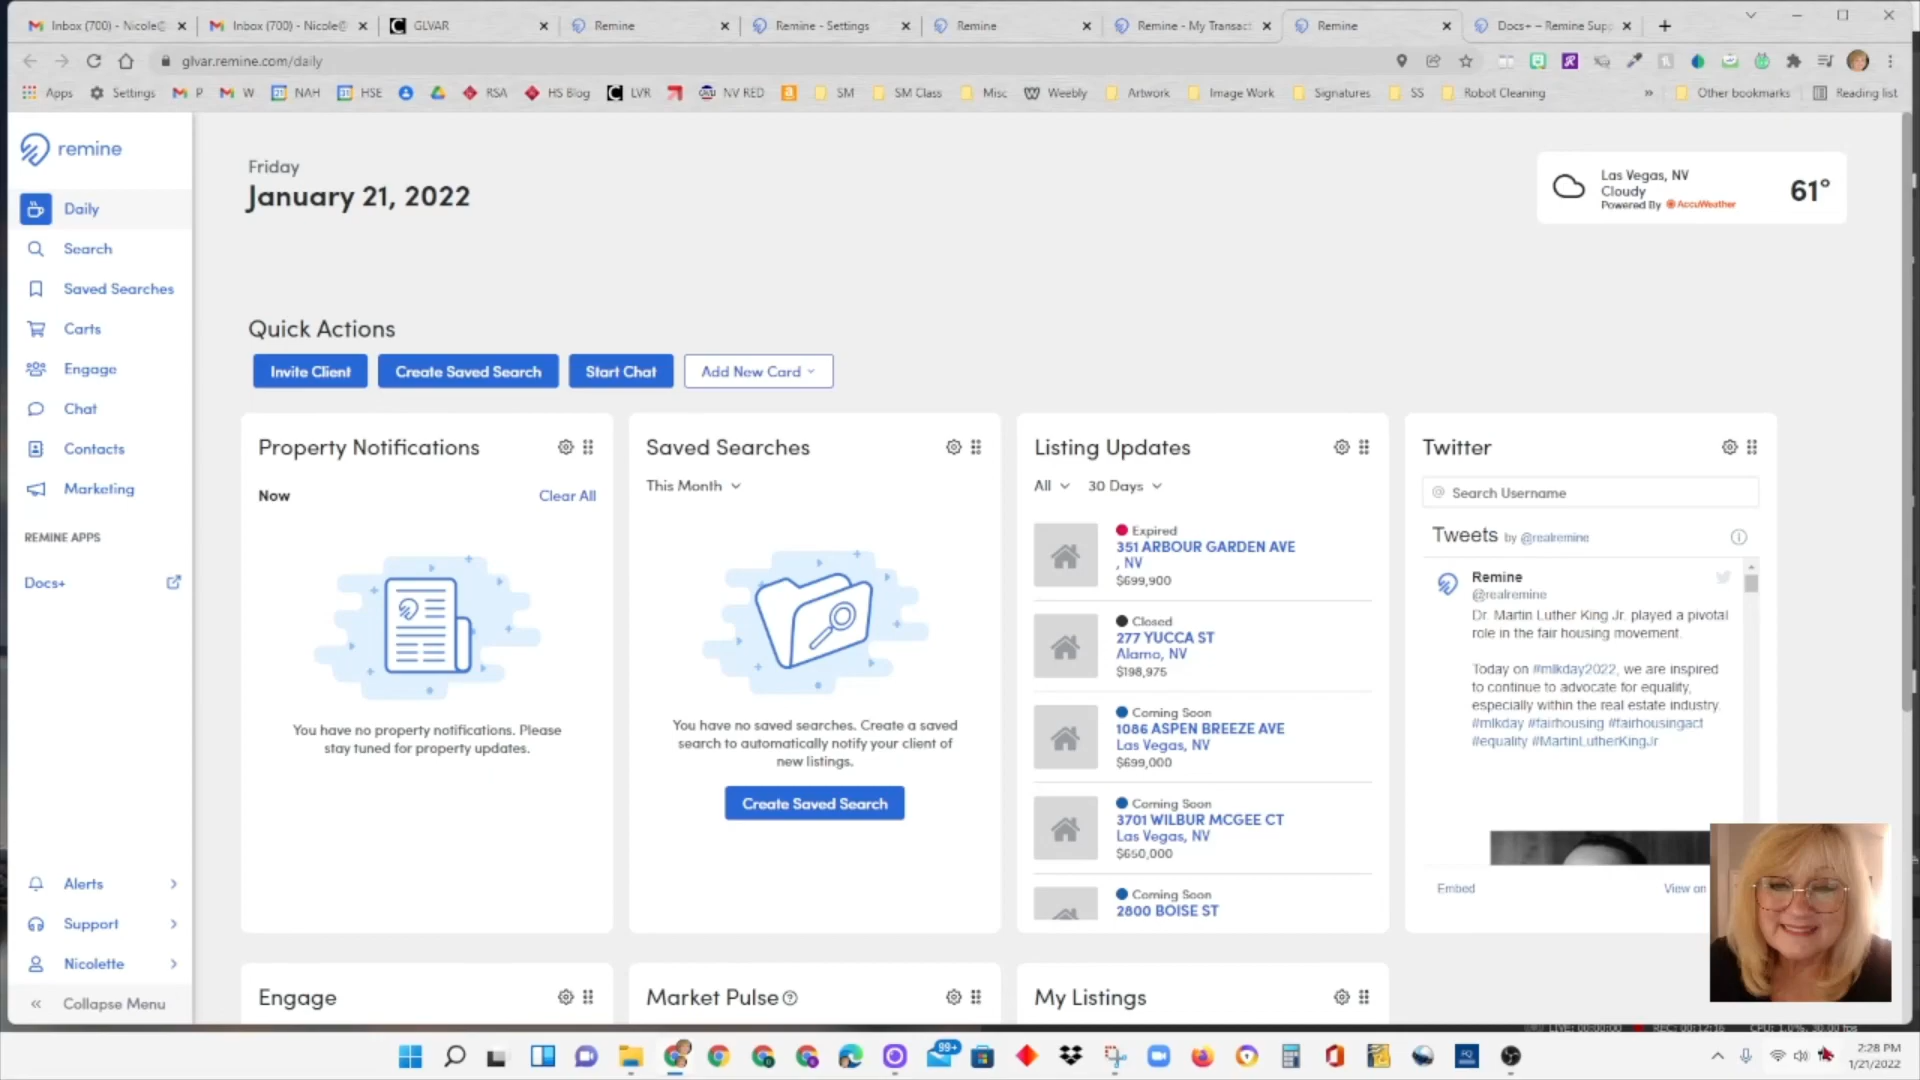 Inbox (700) - Nicole@
Inbox (700) - Nicole@
GLVAR
Remine
Remine - Settings
Remine
Remine - My Transact
Remine
Docs+ – Remine Supp
glvar.remine.com/daily
Apps
Settings
P
W
NAH
HSE
RSA
HS Blog
LVR
NV RED
SM
SM Class
Misc
Weebly
Artwork
Image Work
Signatures
SS
Robot Cleaning
»
Other bookmarks
Reading list
remine
Daily
Search
Saved Searches
Carts
Engage
Chat
Contacts
Marketing
REMINE APPS
Docs+
Alerts
Support
Nicolette
Collapse Menu
Friday
January 21, 2022
Las Vegas, NV
Cloudy
Powered By AccuWeather
61°
Quick Actions
Invite Client
Create Saved Search
Start Chat
Add New Card
Property Notifications
Now
Clear All
You have no property notifications. Please
stay tuned for property updates.
Saved Searches
This Month
You have no saved searches. Create a saved
search to automatically notify your client of
new listings.
Create Saved Search
Listing Updates
All
30 Days
Expired
351 ARBOUR GARDEN AVE
, NV
$699,900
Closed
277 YUCCA ST
Alamo, NV
$198,975
Coming Soon
1086 ASPEN BREEZE AVE
Las Vegas, NV
$699,000
Coming Soon
3701 WILBUR MCGEE CT
Las Vegas, NV
$650,000
Coming Soon
2800 BOISE ST
Twitter
@ Search Username
Tweets by @realremine
Remine
@realremine
Dr. Martin Luther King Jr. played a pivotal
role in the fair housing movement.
Today on #mlkday2022, we are inspired
to continue to advocate for equality,
especially within the real estate industry.
#mlkday #fairhousing #fairhousingact
#equality #MartinLutherKingJr
Embed
View on
Engage
Market Pulse
My Listings
99+
2:28 PM
1/21/2022